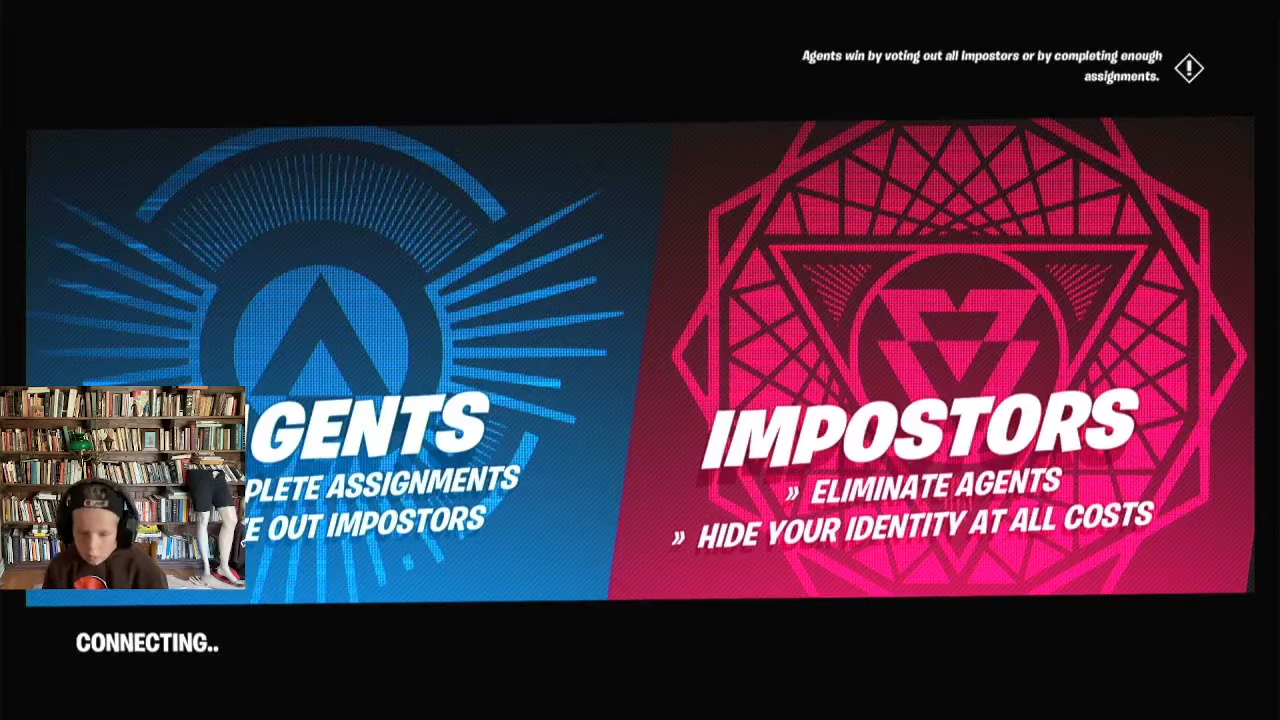 Agents win by voting out all Impostors or by completing enough
assignments.
GENTS
PLETE ASSIGNMENTS
E OUT IMPOSTORS
IMPOSTORS
» ELIMINATE AGENTS
» HIDE YOUR IDENTITY AT ALL COSTS
CONNECTING..